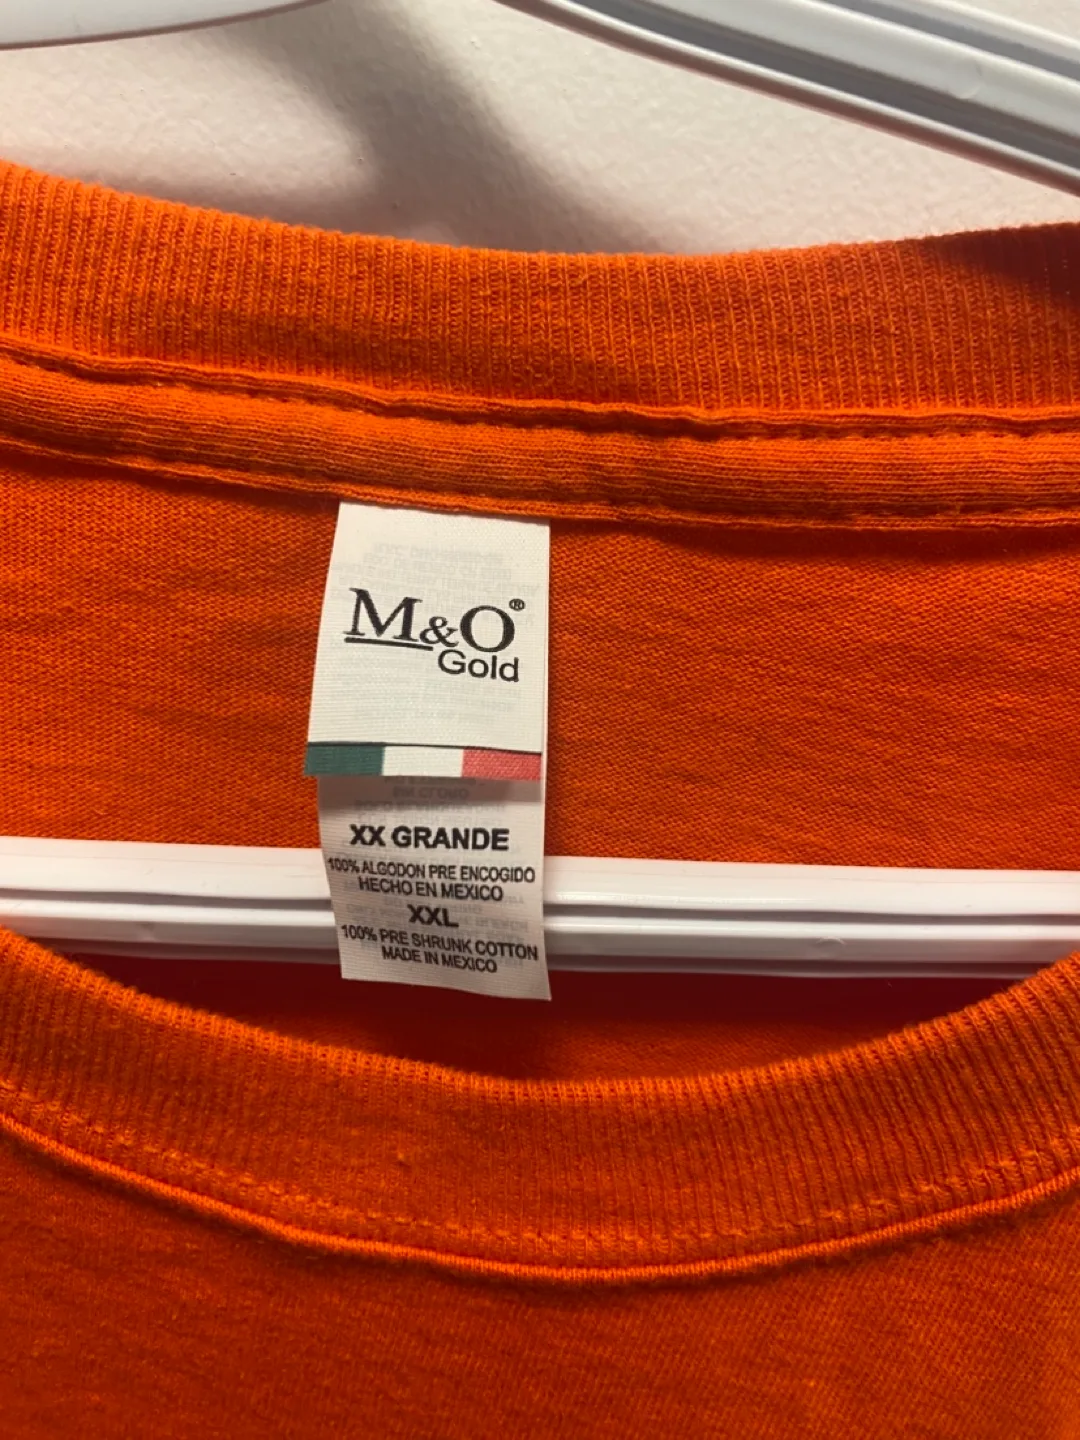 M&O®
Gold
XX GRANDE
100% ALGODON PRE ENCOGIDO
HECHO EN MEXICO
XXL
100% PRE SHRUNK COTTON
MADE IN MEXICO